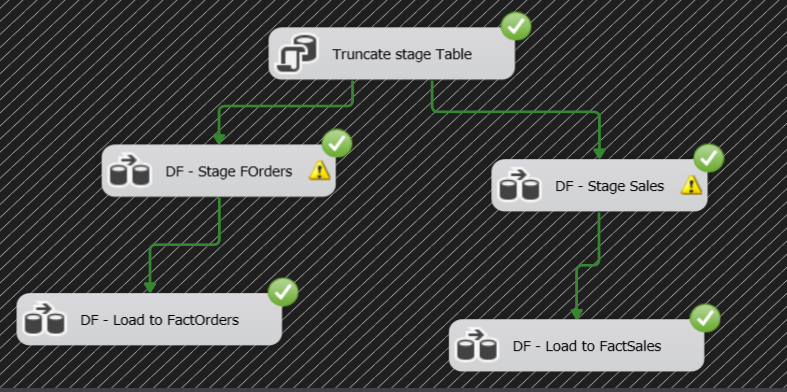 Truncate stage Table
DF - Stage FOrders
DF - Stage Sales
DF - Load to FactOrders
DF - Load to FactSales